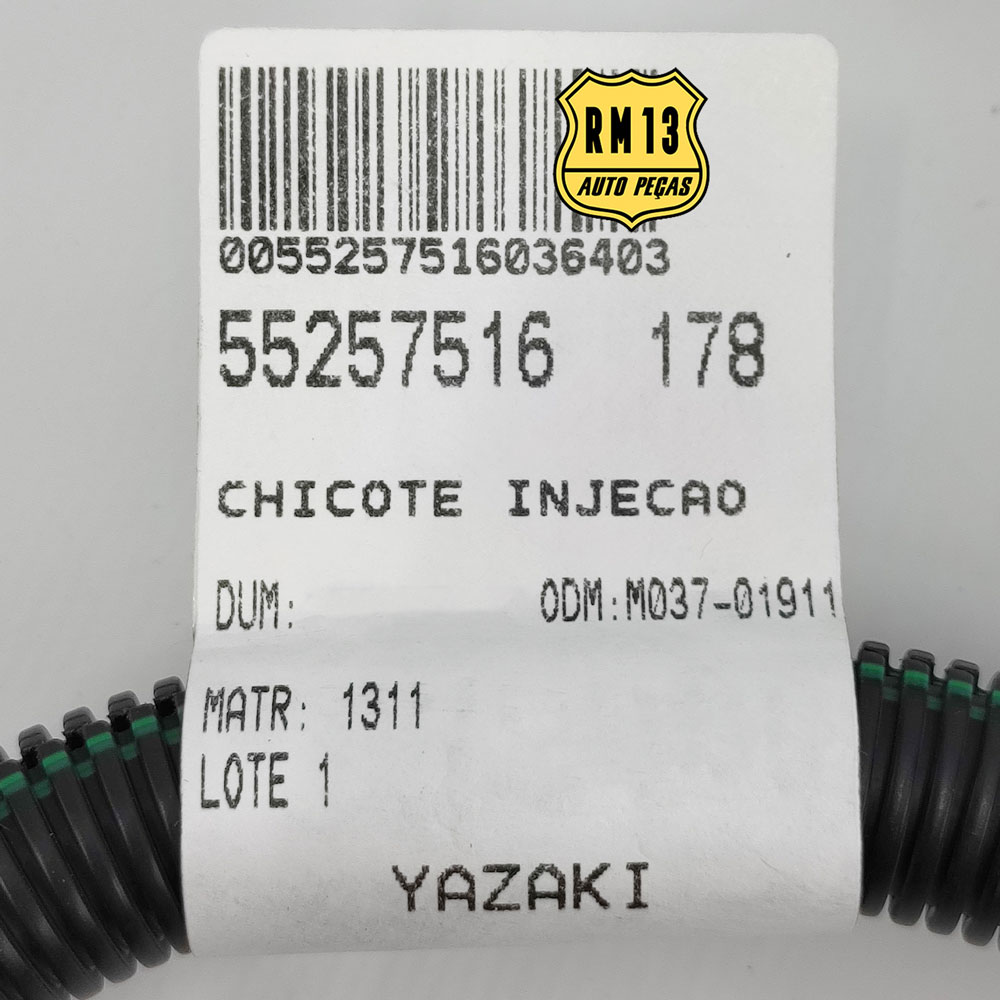 RM 13
AUTO PEÇAS
0055257516036403
55257516 178
CHICOTE INJECAO
DUM: ODM:M037-01911
MATR: 1311
LOTE 1
YAZAKI